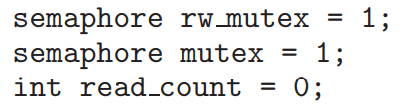 semaphore rw_mutex = 1;
semaphore mutex = 1;
int read_count = 0;